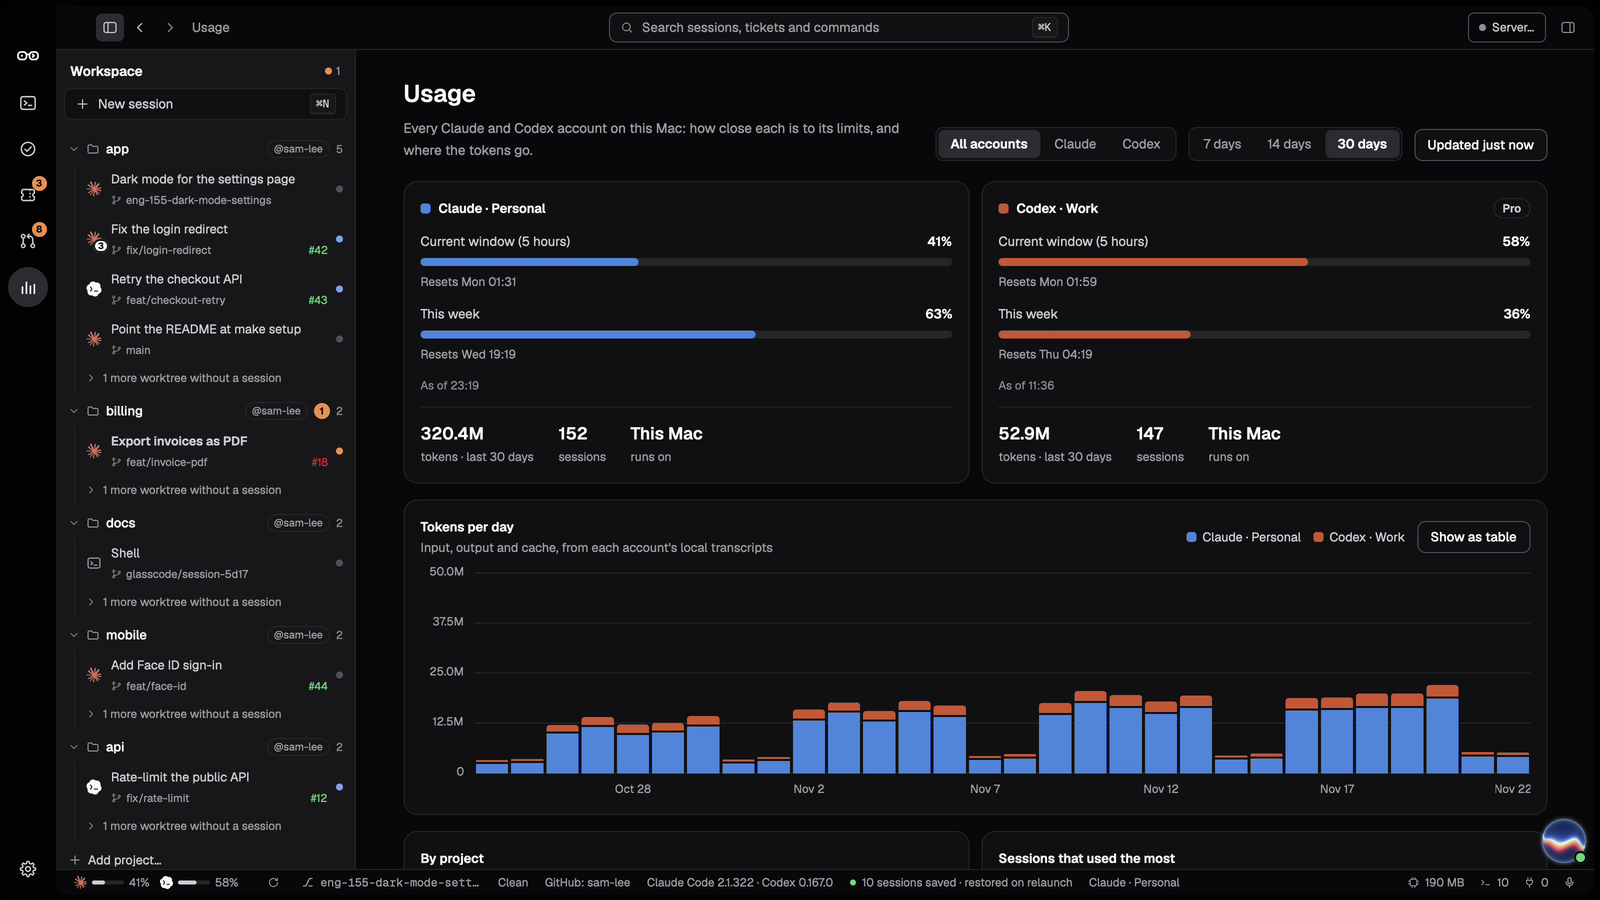 Usage
Search sessions, tickets and commands
⌘K
Server...
Workspace
1
New session
⌘N
3
8
app
@sam-lee
5
Dark mode for the settings page
eng-155-dark-mode-settings
Fix the login redirect
3
fix/login-redirect
#42
Retry the checkout API
feat/checkout-retry
#43
Point the README at make setup
main
1 more worktree without a session
billing
@sam-lee
1
2
Export invoices as PDF
feat/invoice-pdf
#18
1 more worktree without a session
docs
@sam-lee
2
Shell
glasscode/session-5d17
1 more worktree without a session
mobile
@sam-lee
2
Add Face ID sign-in
feat/face-id
#44
1 more worktree without a session
api
@sam-lee
2
Rate-limit the public API
fix/rate-limit
#12
1 more worktree without a session
Add project...
Usage
Every Claude and Codex account on this Mac: how close each is to its limits, and
where the tokens go.
All accounts
Claude
Codex
7 days
14 days
30 days
Updated just now
Claude · Personal
Current window (5 hours)
41%
Resets Mon 01:31
This week
63%
Resets Wed 19:19
As of 23:19
320.4M
152
This Mac
tokens · last 30 days
sessions
runs on
Codex · Work
Pro
Current window (5 hours)
58%
Resets Mon 01:59
This week
36%
Resets Thu 04:19
As of 11:36
52.9M
147
This Mac
tokens · last 30 days
sessions
runs on
Tokens per day
Input, output and cache, from each account's local transcripts
Claude · Personal
Codex · Work
Show as table
50.0M
37.5M
25.0M
12.5M
0
Oct 28
Nov 2
Nov 7
Nov 12
Nov 17
Nov 22
By project
Sessions that used the most
41%
58%
eng-155-dark-mode-sett...
Clean
GitHub: sam-lee
Claude Code 2.1.322 · Codex 0.167.0
10 sessions saved · restored on relaunch
Claude · Personal
190 MB
10
0